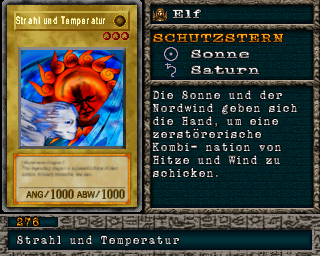 Strahl und Temperatur
ANG/1000 ABW/1000
Elf
SCHUTZSTERN
Sonne
Saturn
Die Sonne und der
Nordwind geben sich
die Hand, um eine
zerstörerische
Kombi- nation von
Hitze und Wind zu
schicken.
276
Strahl und Temperatur